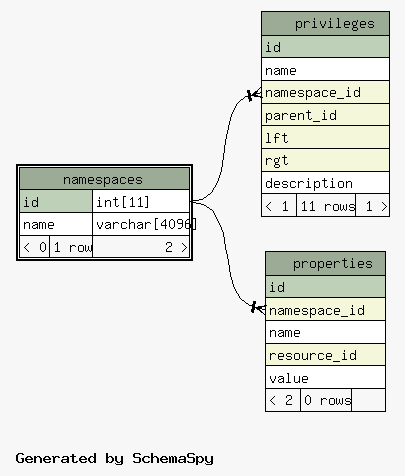 privileges
id
name
namespace_id
parent_id
lft
rgt
description
< 1 11 rows 1 >
namespaces
id int[11]
name varchar[4096]
< 0 1 row 2 >
properties
id
namespace_id
name
resource_id
value
< 2 0 rows
Generated by SchemaSpy